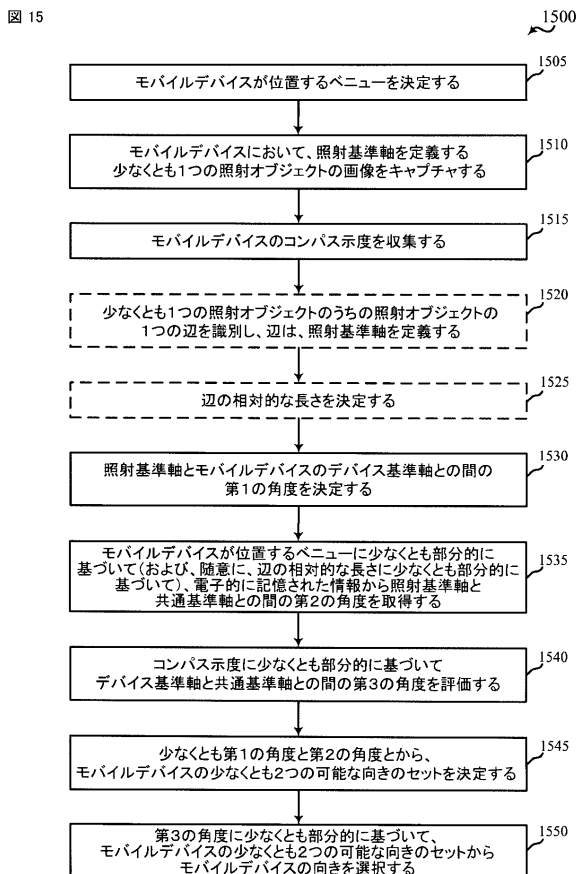 図 15
1500
モバイルデバイスが位置するベニューを決定する
1505
モバイルデバイスにおいて、照射基準軸を定義する
少なくとも1つの照射オブジェクトの画像をキャプチャする
1510
モバイルデバイスのコンパス示度を収集する
1515
少なくとも1つの照射オブジェクトのうちの照射オブジェクトの
1つの辺を識別し、辺は、照射基準軸を定義する
1520
辺の相対的な長さを決定する
1525
照射基準軸とモバイルデバイスのデバイス基準軸との間の
第1の角度を決定する
1530
モバイルデバイスが位置するベニューに少なくとも部分的に
基づいて(および、随意に、辺の相対的な長さに少なくとも部分的に
基づいて)、電子的に記憶された情報から照射基準軸と
共通基準軸との間の第2の角度を取得する
1535
コンパス示度に少なくとも部分的に基づいて
デバイス基準軸と共通基準軸との間の第3の角度を評価する
1540
少なくとも第1の角度と第2の角度とから、
モバイルデバイスの少なくとも2つの可能な向きのセットを決定する
1545
第3の角度に少なくとも部分的に基づいて、
モバイルデバイスの少なくとも2つの可能な向きのセットから
モバイルデバイスの向きを選択する
1550